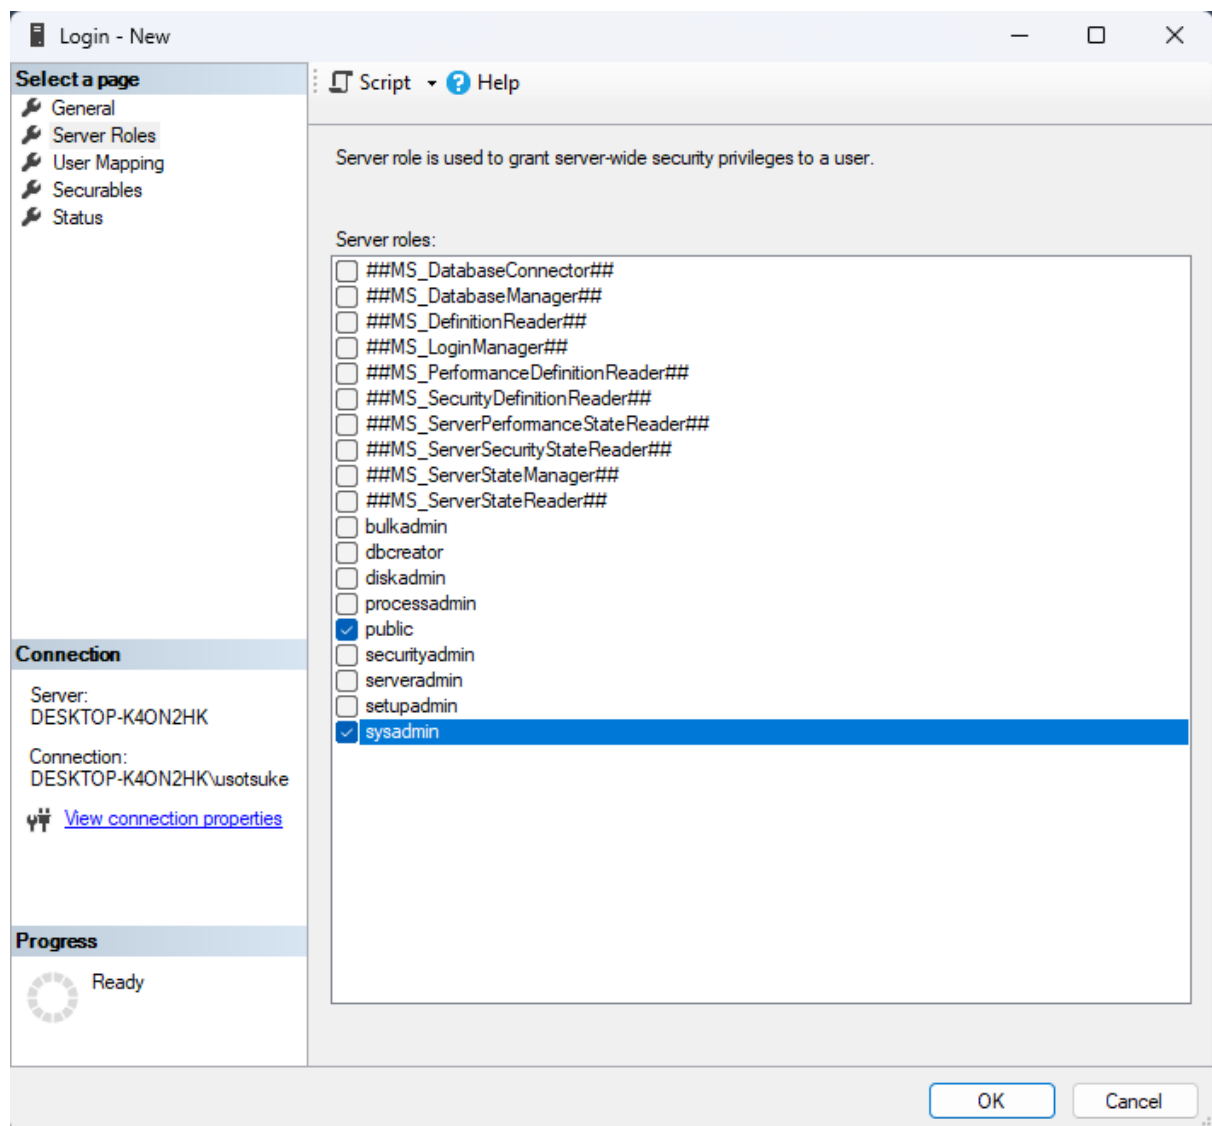 Login - New
Select a page
General
Server Roles
User Mapping
Securables
Status
Connection
Server:
DESKTOP-K4ON2HK
Connection:
DESKTOP-K4ON2HK\usotsuke
View connection properties
Progress
Ready
Script
Help
Server role is used to grant server-wide security privileges to a user.
Server roles:
##MS_DatabaseConnector##
##MS_DatabaseManager##
##MS_DefinitionReader##
##MS_LoginManager##
##MS_PerformanceDefinitionReader##
##MS_SecurityDefinitionReader##
##MS_ServerPerformanceStateReader##
##MS_ServerSecurityStateReader##
##MS_ServerStateManager##
##MS_ServerStateReader##
bulkadmin
dbcreator
diskadmin
processadmin
public
securityadmin
serveradmin
setupadmin
sysadmin
OK
Cancel